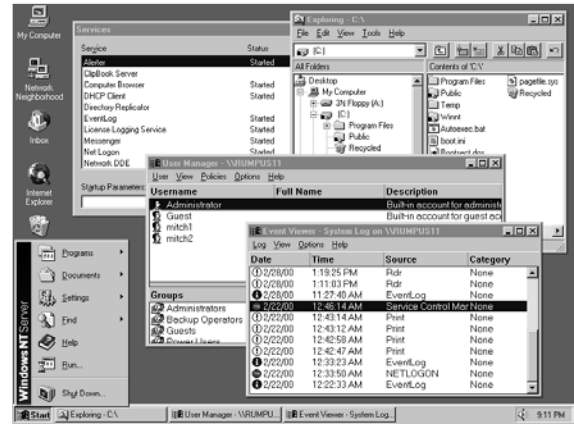 My Computer
Network
Neighborhood
Inbox
Internet
Explorer
Services
Service Status
Alerter Started
ClipBook Server
Computer Browser Started
DHCP Client Started
Directory Replicator
EventLog Started
License Logging Service Started
Messenger Started
Net Logon Started
Network DDE
Startup Parameters
Exploring - C:\
File Edit View Tools Help
(C:)
All Folders
Contents of 'C:\'
Desktop
My Computer
3½ Floppy (A:)
(C:)
Program Files
Public
Recycled
Program Files
Public
Temp
Winnt
Autoexec.bat
boot.ini
Bootsect.dos
pagefile.sys
Recycled
User Manager - \\RUMPUS11
User View Policies Options Help
Username Full Name Description
Administrator Built-in account for administ
Guest Built-in account for guest acc
mitch1
mitch2
Groups
Administrators
Backup Operators
Guests
Power Users
Event Viewer - System Log on \\RUMPUS11
Log View Options Help
Date Time Source Category
2/28/00 1:19:25 PM Rdr None
2/28/00 1:11:03 PM Rdr None
2/28/00 11:27:40 AM EventLog None
2/22/00 12:46:14 AM Service Control Mar None
2/22/00 12:43:14 AM Print None
2/22/00 12:43:12 AM Print None
2/22/00 12:42:58 AM Print None
2/22/00 12:42:47 AM Print None
2/22/00 12:33:23 AM EventLog None
2/22/00 12:33:50 AM NETLOGON None
2/22/00 12:22:33 AM EventLog None
Windows NT Server
Programs
Documents
Settings
Find
Help
Run...
Shut Down...
Start
Exploring - C:\
User Manager - \\RUMPU...
Event Viewer - System Log...
9:11 PM